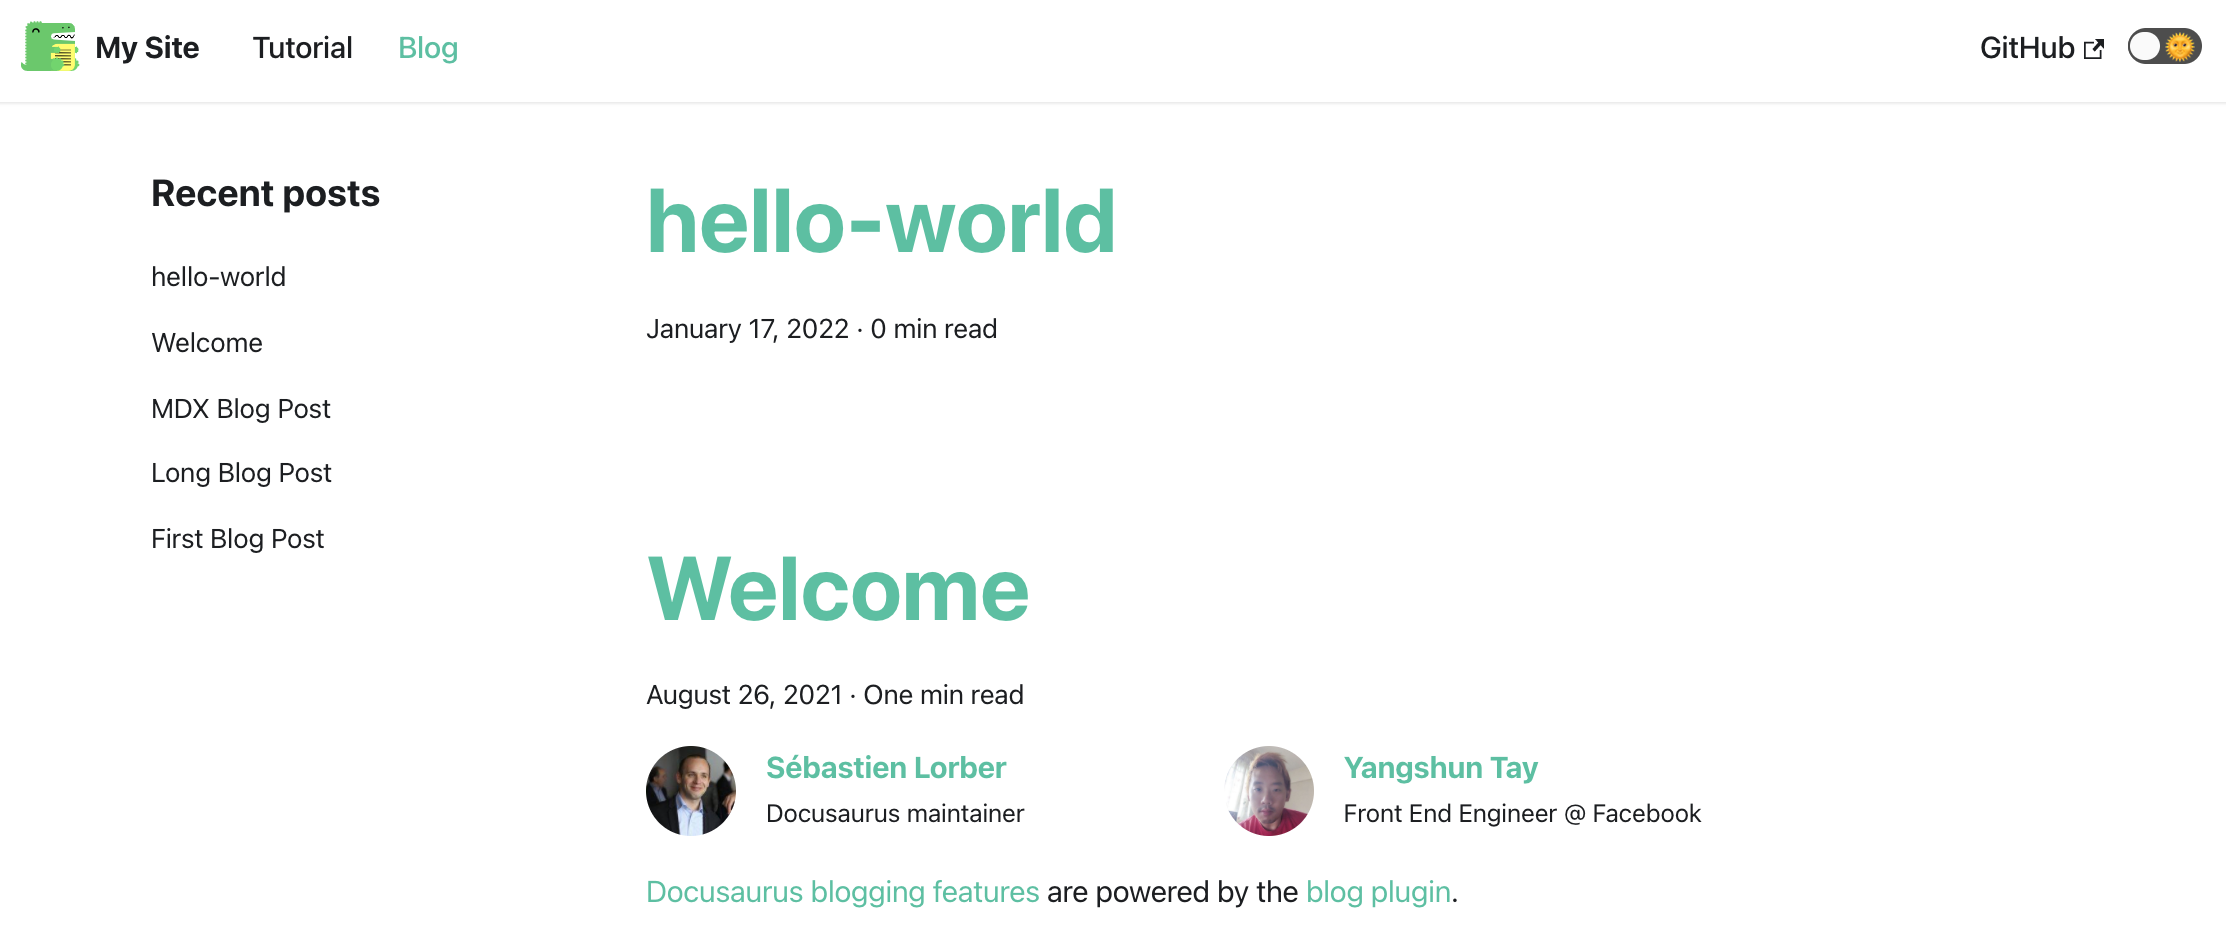 My Site Tutorial Blog GitHub
Recent posts
hello-world
Welcome
MDX Blog Post
Long Blog Post
First Blog Post
hello-world
January 17, 2022 · 0 min read
Welcome
August 26, 2021 · One min read
Sébastien Lorber
Docusaurus maintainer
Yangshun Tay
Front End Engineer @ Facebook
Docusaurus blogging features are powered by the blog plugin.